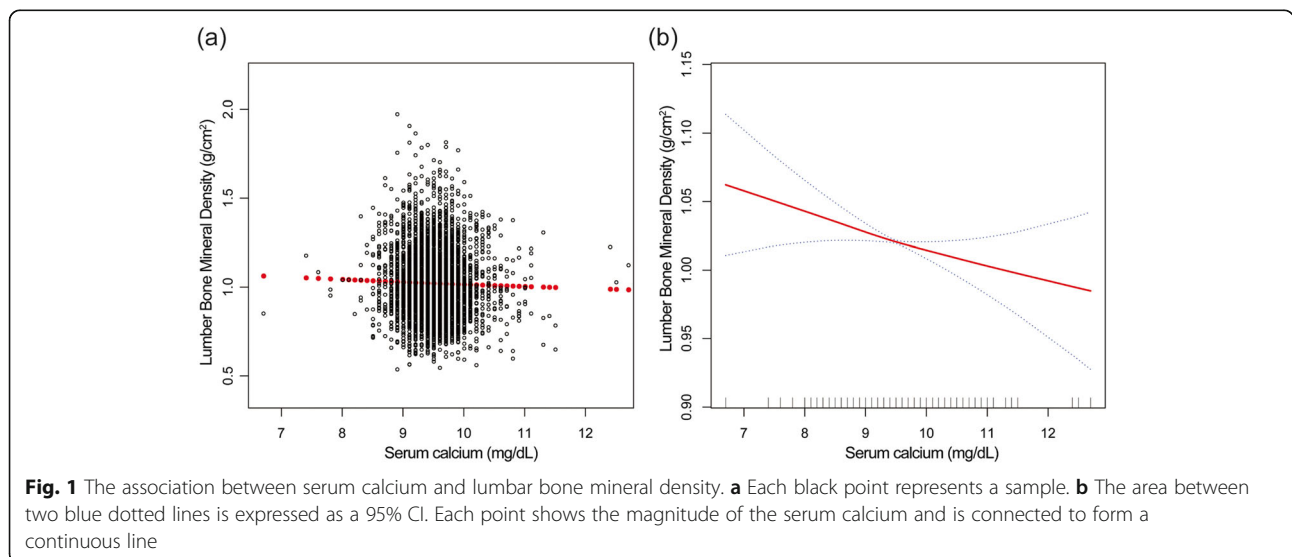 (a)
(b)
Lumber Bone Mineral Density (g/cm²)
2.0
1.5
1.0
0.5
7 8 9 10 11 12
Serum calcium (mg/dL)
Lumber Bone Mineral Density (g/cm²)
1.15
1.10
1.05
1.00
0.95
0.90
7 8 9 10 11 12
Serum calcium (mg/dL)
Fig. 1 The association between serum calcium and lumbar bone mineral density. a Each black point represents a sample. b The area between
two blue dotted lines is expressed as a 95% CI. Each point shows the magnitude of the serum calcium and is connected to form a
continuous line